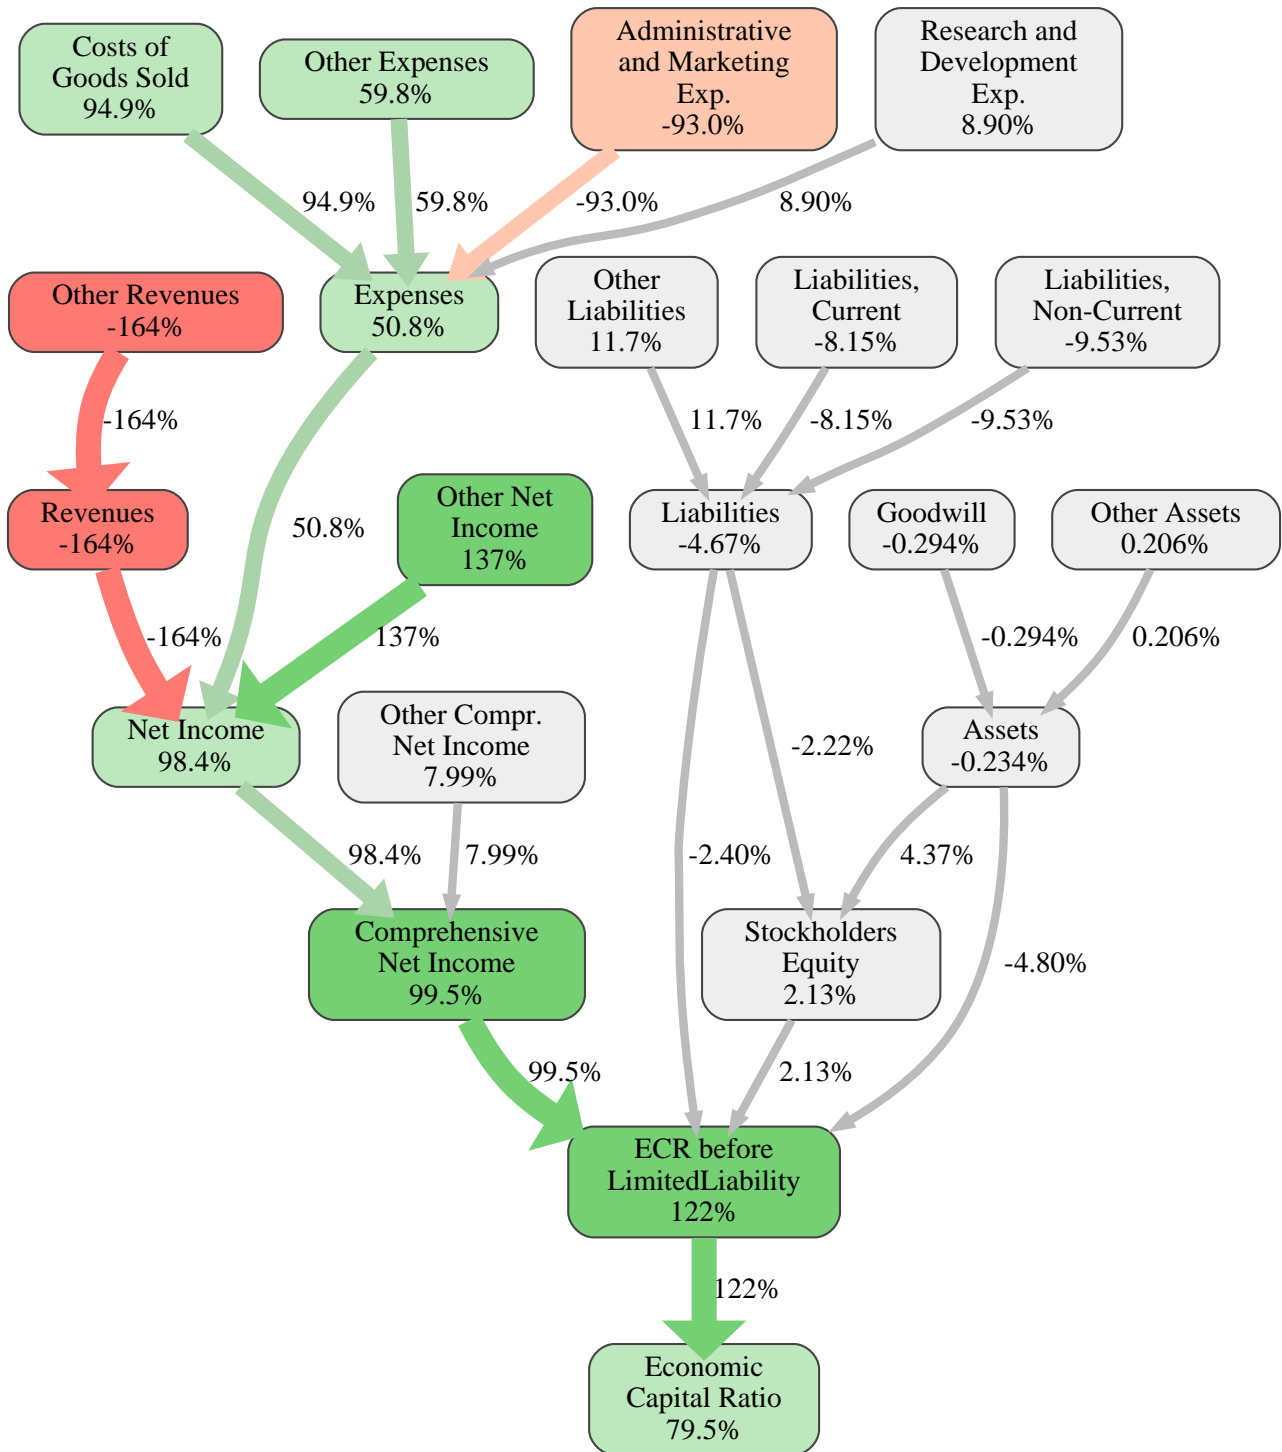 Costs of
Goods Sold
94.9%
Other Expenses
59.8%
Administrative
and Marketing
Exp.
-93.0%
Research and
Development
Exp.
8.90%
94.9%
59.8%
-93.0%
8.90%
Other Revenues
-164%
Expenses
50.8%
Other
Liabilities
11.7%
Liabilities,
Current
-8.15%
Liabilities,
Non-Current
-9.53%
-164%
11.7%
-8.15%
-9.53%
Revenues
-164%
50.8%
Other Net
Income
137%
Liabilities
-4.67%
Goodwill
-0.294%
Other Assets
0.206%
-164%
137%
-0.294%
0.206%
Net Income
98.4%
Other Compr.
Net Income
7.99%
-2.22%
Assets
-0.234%
98.4%
7.99%
-2.40%
4.37%
Comprehensive
Net Income
99.5%
Stockholders
Equity
2.13%
-4.80%
99.5%
2.13%
ECR before
LimitedLiability
122%
122%
Economic
Capital Ratio
79.5%